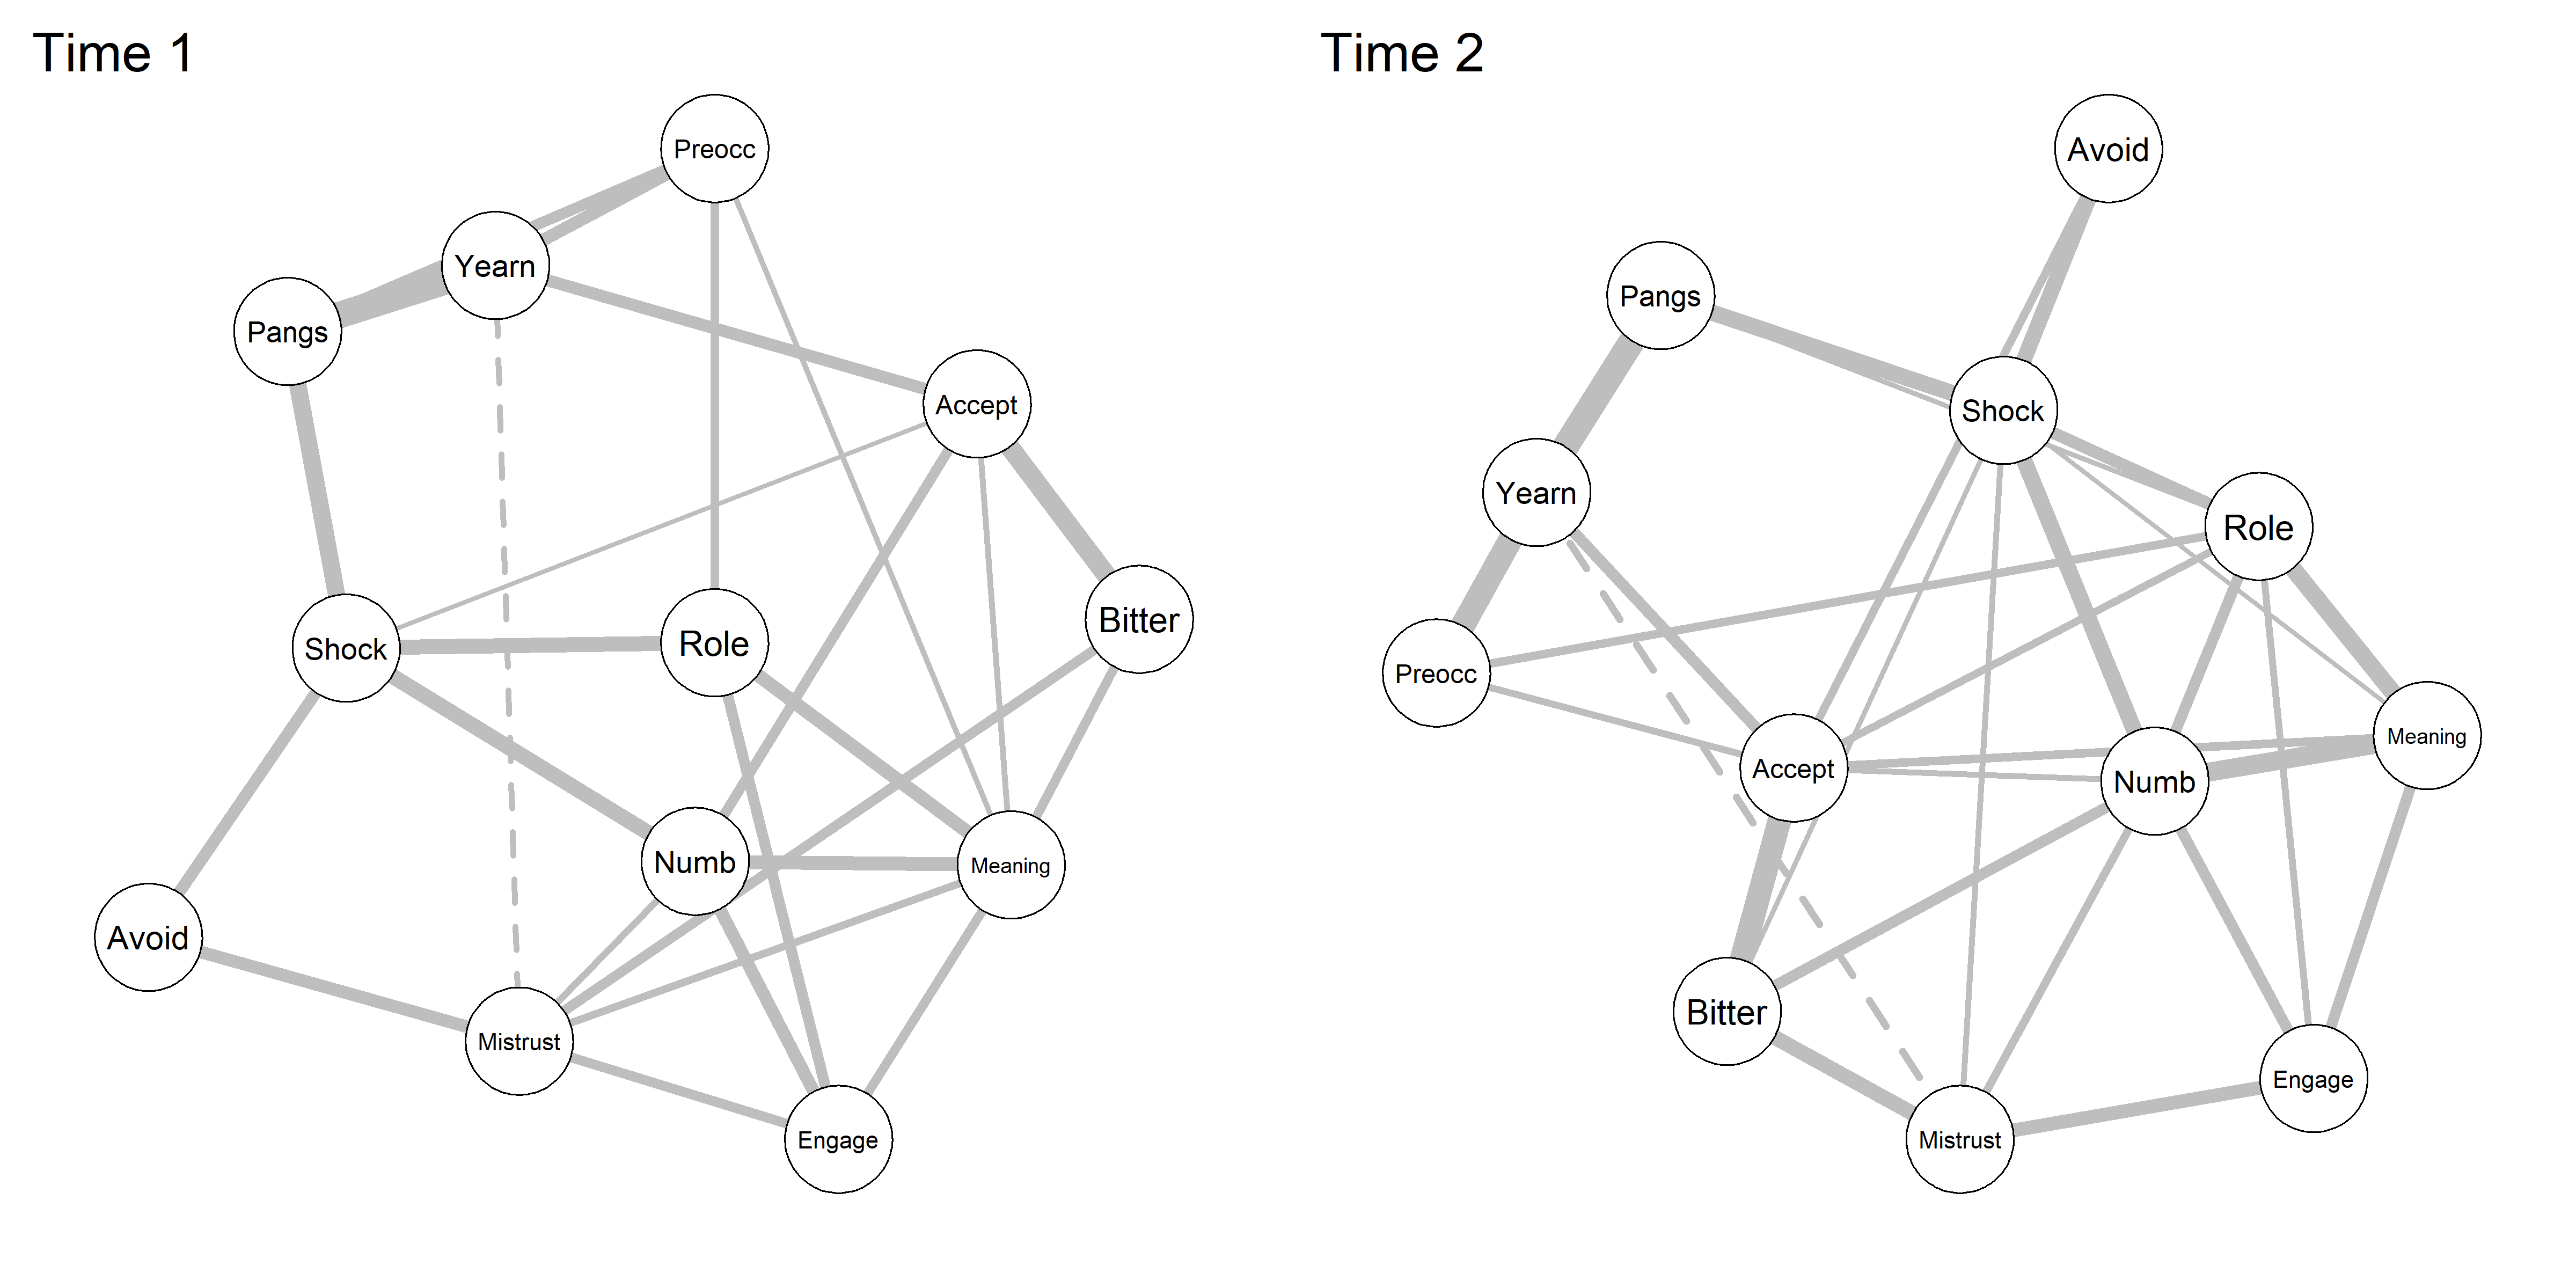 Time 1
Preocc
Yearn
Pangs
Accept
Bitter
Shock
Role
Numb
Meaning
Avoid
Mistrust
Engage
Time 2
Avoid
Pangs
Shock
Yearn
Role
Preocc
Meaning
Accept
Numb
Bitter
Engage
Mistrust